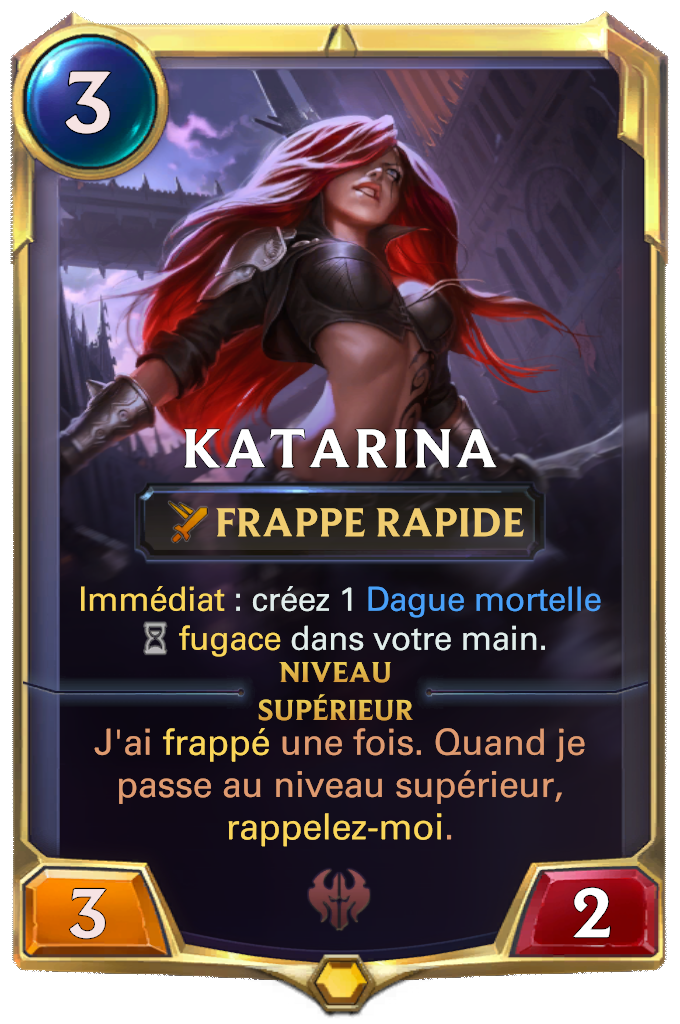 3
KATARINA
FRAPPE RAPIDE
Immédiat : créez 1 Dague mortelle
fugace dans votre main.
NIVEAU
SUPÉRIEUR
J'ai frappé une fois. Quand je
passe au niveau supérieur,
rappelez-moi.
3
2